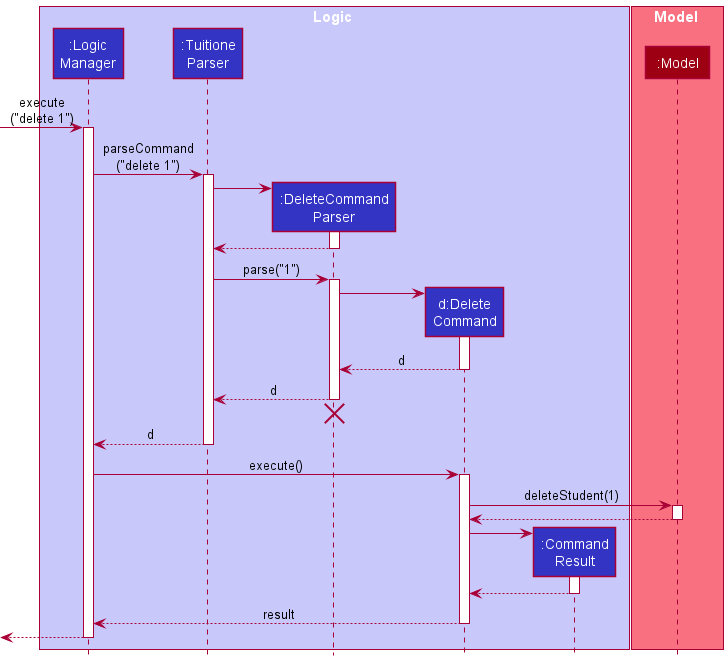 Logic
Model
:Logic
Manager
:Tuitione
Parser
:Model
execute
("delete 1")
parseCommand
("delete 1")
:DeleteCommand
Parser
parse("1")
d:Delete
Command
d
d
d
execute()
deleteStudent(1)
:Command
Result
result